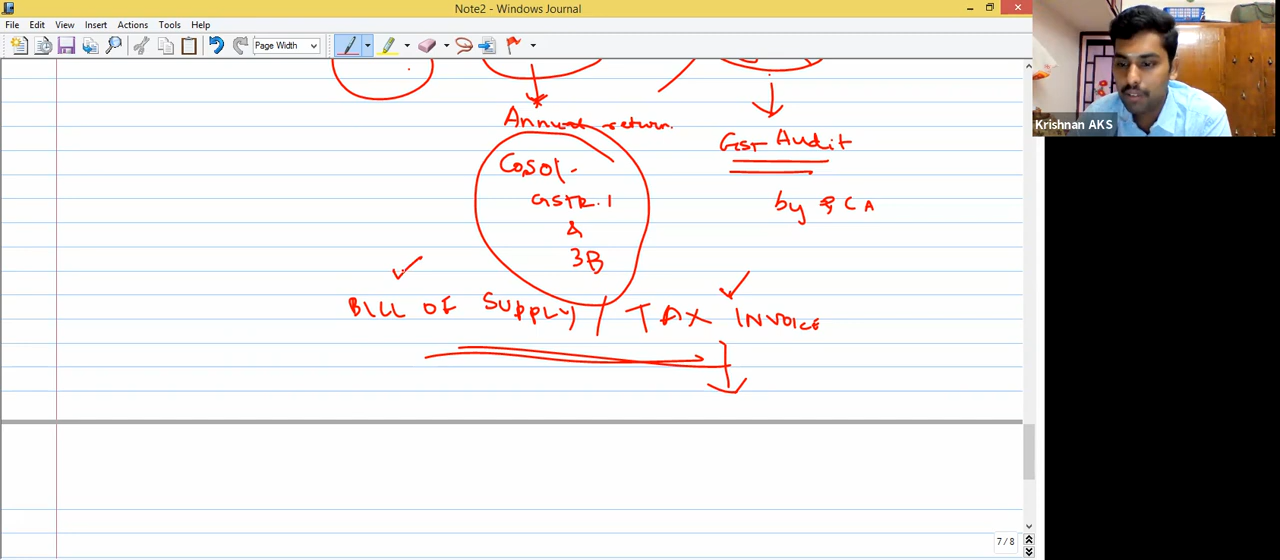 Note2 - Windows Journal
File Edit View Insert Actions Tools Help
Page Width
Krishnan AKS
Annual return.
GST Audit
Cosol-
GSTR.1
&
3B
by CA
BILL OF SUPPLY / TAX INVOICE
7 / 8